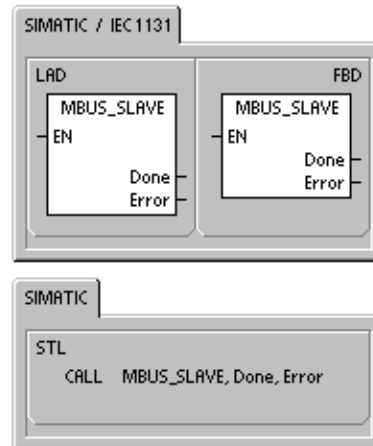 SIMATIC / IEC1131
LAD
MBUS_SLAVE
EN
Done
Error
FBD
MBUS_SLAVE
EN
Done
Error
SIMATIC
STL
CALL MBUS_SLAVE, Done, Error